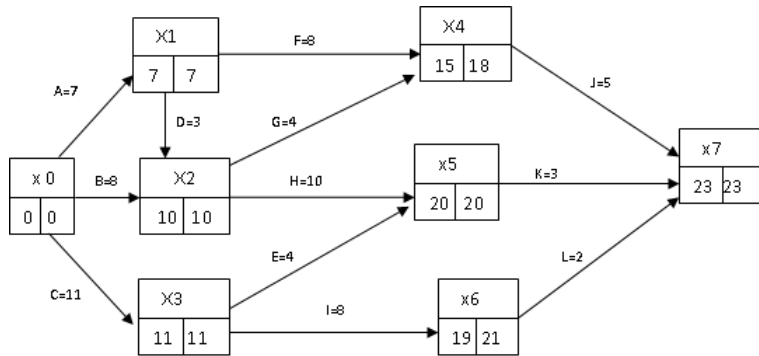 X1
7 7
F=8
X4
15 18
A=7
D=3
G=4
J=5
x 0
0 0
B=8
X2
10 10
H=10
x5
20 20
K=3
x7
23 23
E=4
L=2
C=11
X3
11 11
I=8
x6
19 21